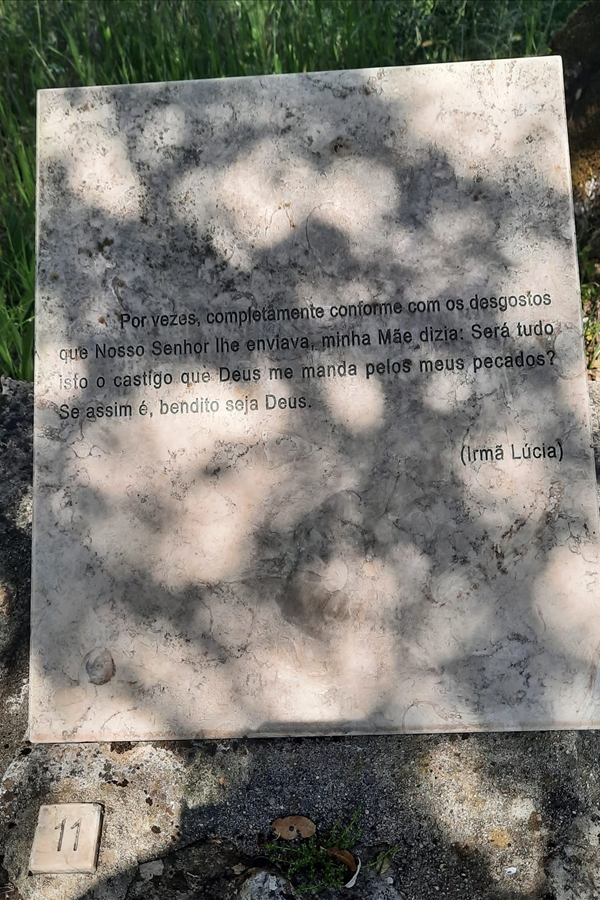 Por vezes, completamente conforme com os desgostos
que Nosso Senhor lhe enviava, minha Mãe dizia: Será tudo
isto o castigo que Deus me manda pelos meus pecados?
Se assim é, bendito seja Deus.
(Irmã Lúcia)
11